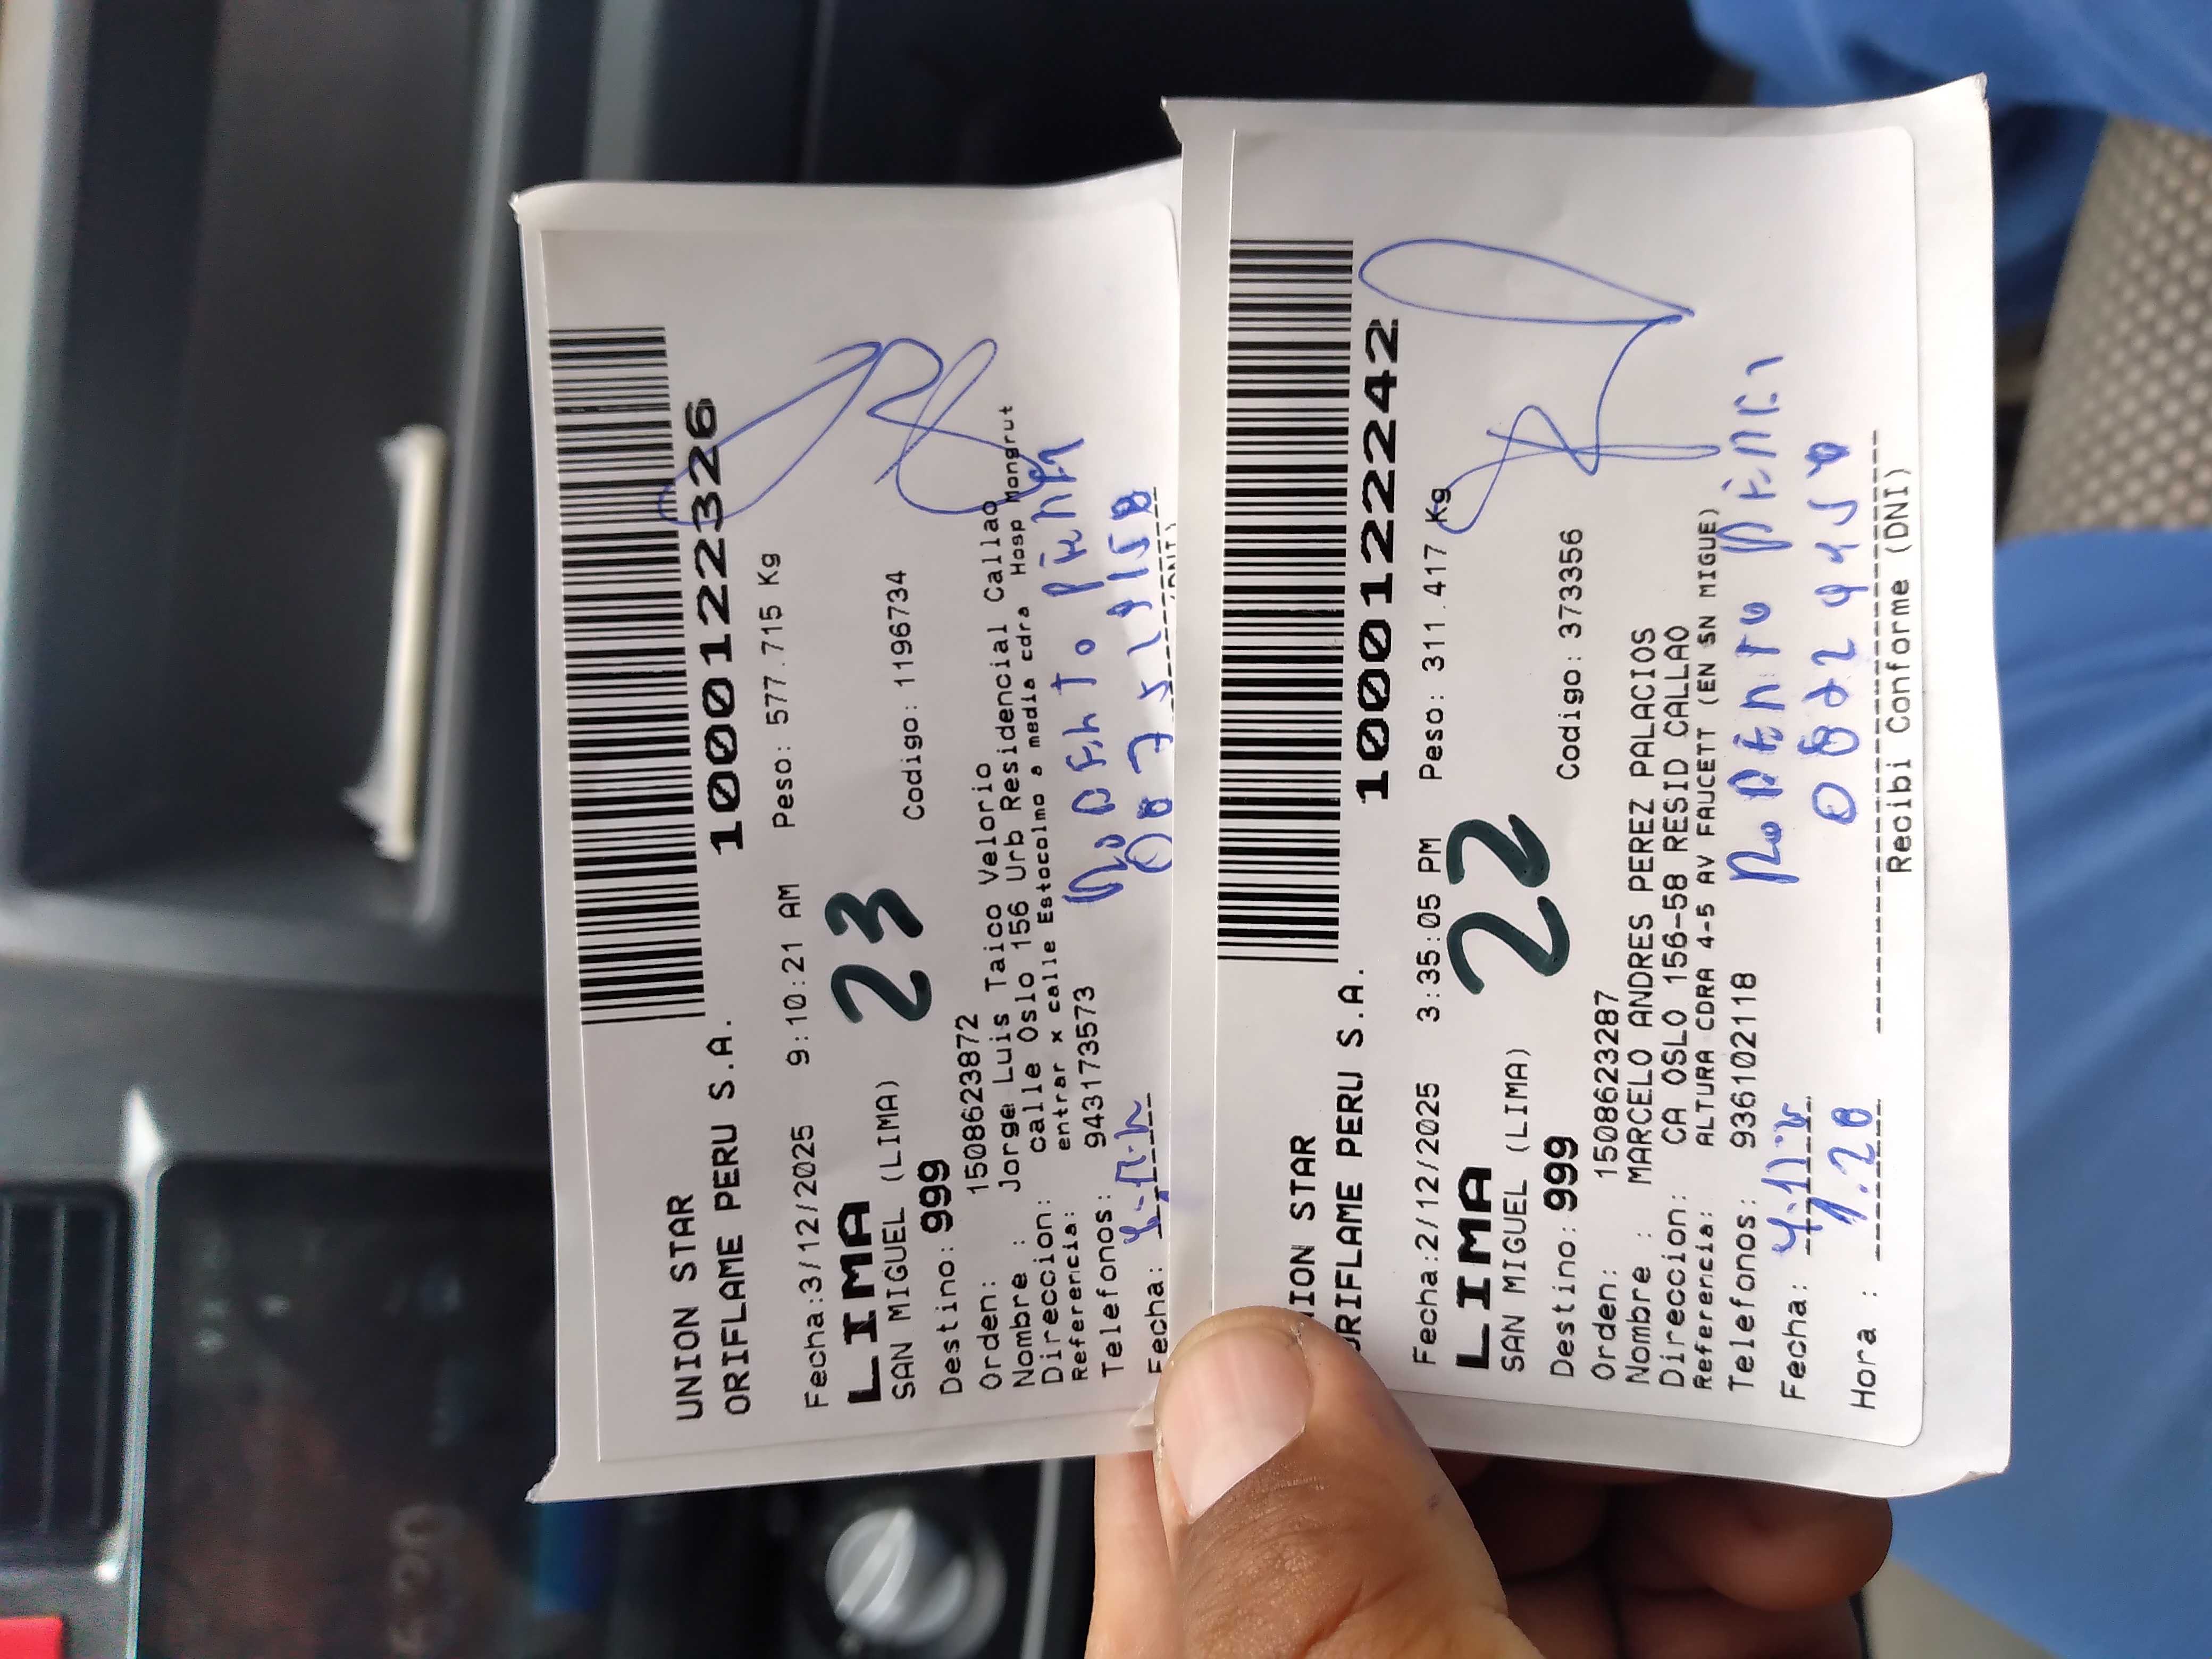 UNION STAR
ORIFLAME PERU S.A.
1000122326
Fecha:3/12/2025 9:10:21 AM Peso: 577.715 Kg
LIMA
SAN MIGUEL (LIMA)
23
Destino: 999 Codigo: 1196734
Orden: 15086623872
Nombre : Jorge Luis Taico Velorio
Direccion: calle Oslo 156 Urb Residencial Callao
Referencia: entrar x calle Estocolmo a media cdra Hosp Mongrut
Telefonos: 943173573
Fecha:
(DNI)
UNION STAR
ORIFLAME PERU S.A.
1000122242
Fecha:2/12/2025 3:35:05 PM Peso: 311.417 Kg
LIMA
SAN MIGUEL (LIMA)
22
Destino: 999 Codigo: 373356
Orden: 15086623287
Nombre : MARCELO ANDRES PEREZ PALACIOS
Direccion: CA OSLO 156-58 RESID CALLAO
Referencia: ALTURA CDRA 4-5 AV FAUCETT (EN SN MIGUE)
Telefonos: 936102118
Fecha:
Hora :
Recibi Conforme (DNI)